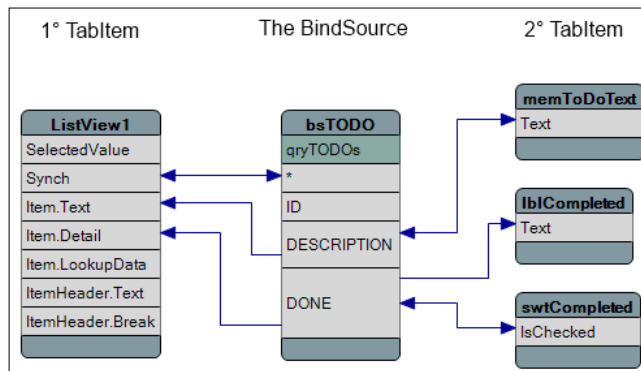 1° TabItem
The BindSource
2° TabItem
ListView1
SelectedValue
Synch
Item.Text
Item.Detail
Item.LookupData
ItemHeader.Text
ItemHeader.Break
bsTODO
qryTODOs
*
ID
DESCRIPTION
DONE
memToDoText
Text
lblCompleted
Text
swtCompleted
IsChecked